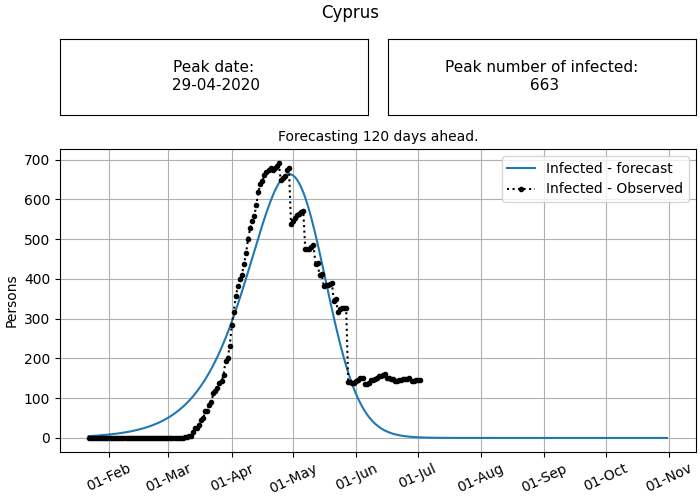 Cyprus
Peak date:
29-04-2020
Peak number of infected:
663
Forecasting 120 days ahead.
Infected - forecast
Infected - Observed
Persons
700
600
500
400
300
200
100
0
01-Feb
01-Mar
01-Apr
01-May
01-Jun
01-Jul
01-Aug
01-Sep
01-Oct
01-Nov